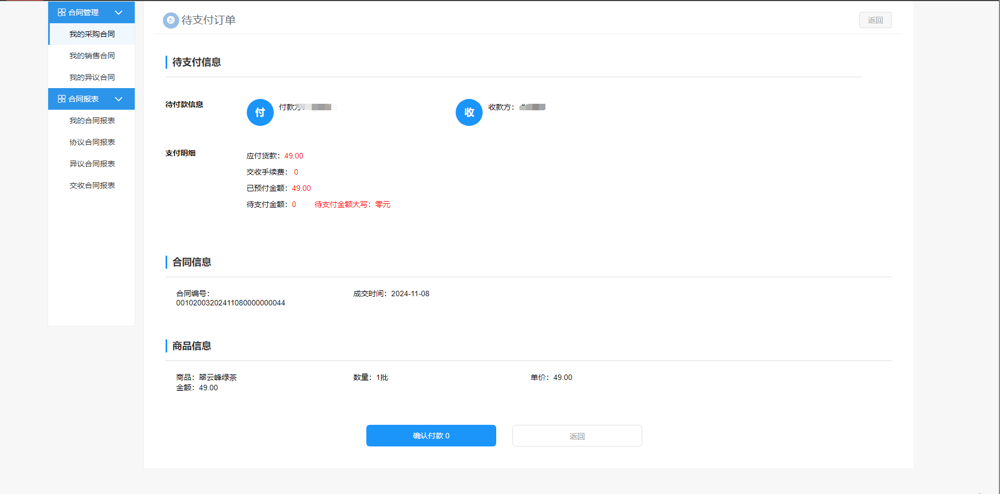 合同管理
我的采购合同
我的销售合同
我的异议合同
合同报表
我的合同报表
协议合同报表
异议合同报表
交收合同报表
待支付订单
返回
待支付信息
待付款信息
付
付款方:
收
收款方：
支付明细
应付货款：49.00
交收手续费： 0
已预付金额：49.00
待支付金额：0 待支付金额大写：零元
合同信息
合同编号：
00102003202411080000000044
成交时间：2024-11-08
商品信息
商品：翠云峰绿茶
数量：1批
单价：49.00
金额：49.00
确认付款 0
返回